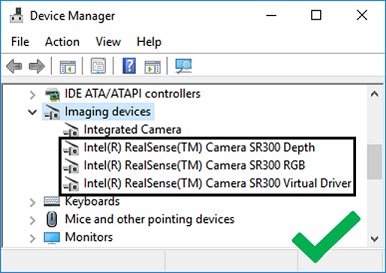 Device Manager
File Action View Help
IDE ATA/ATAPI controllers
Imaging devices
Integrated Camera
Intel(R) RealSense(TM) Camera SR300 Depth
Intel(R) RealSense(TM) Camera SR300 RGB
Intel(R) RealSense(TM) Camera SR300 Virtual Driver
Keyboards
Mice and other pointing devices
Monitors